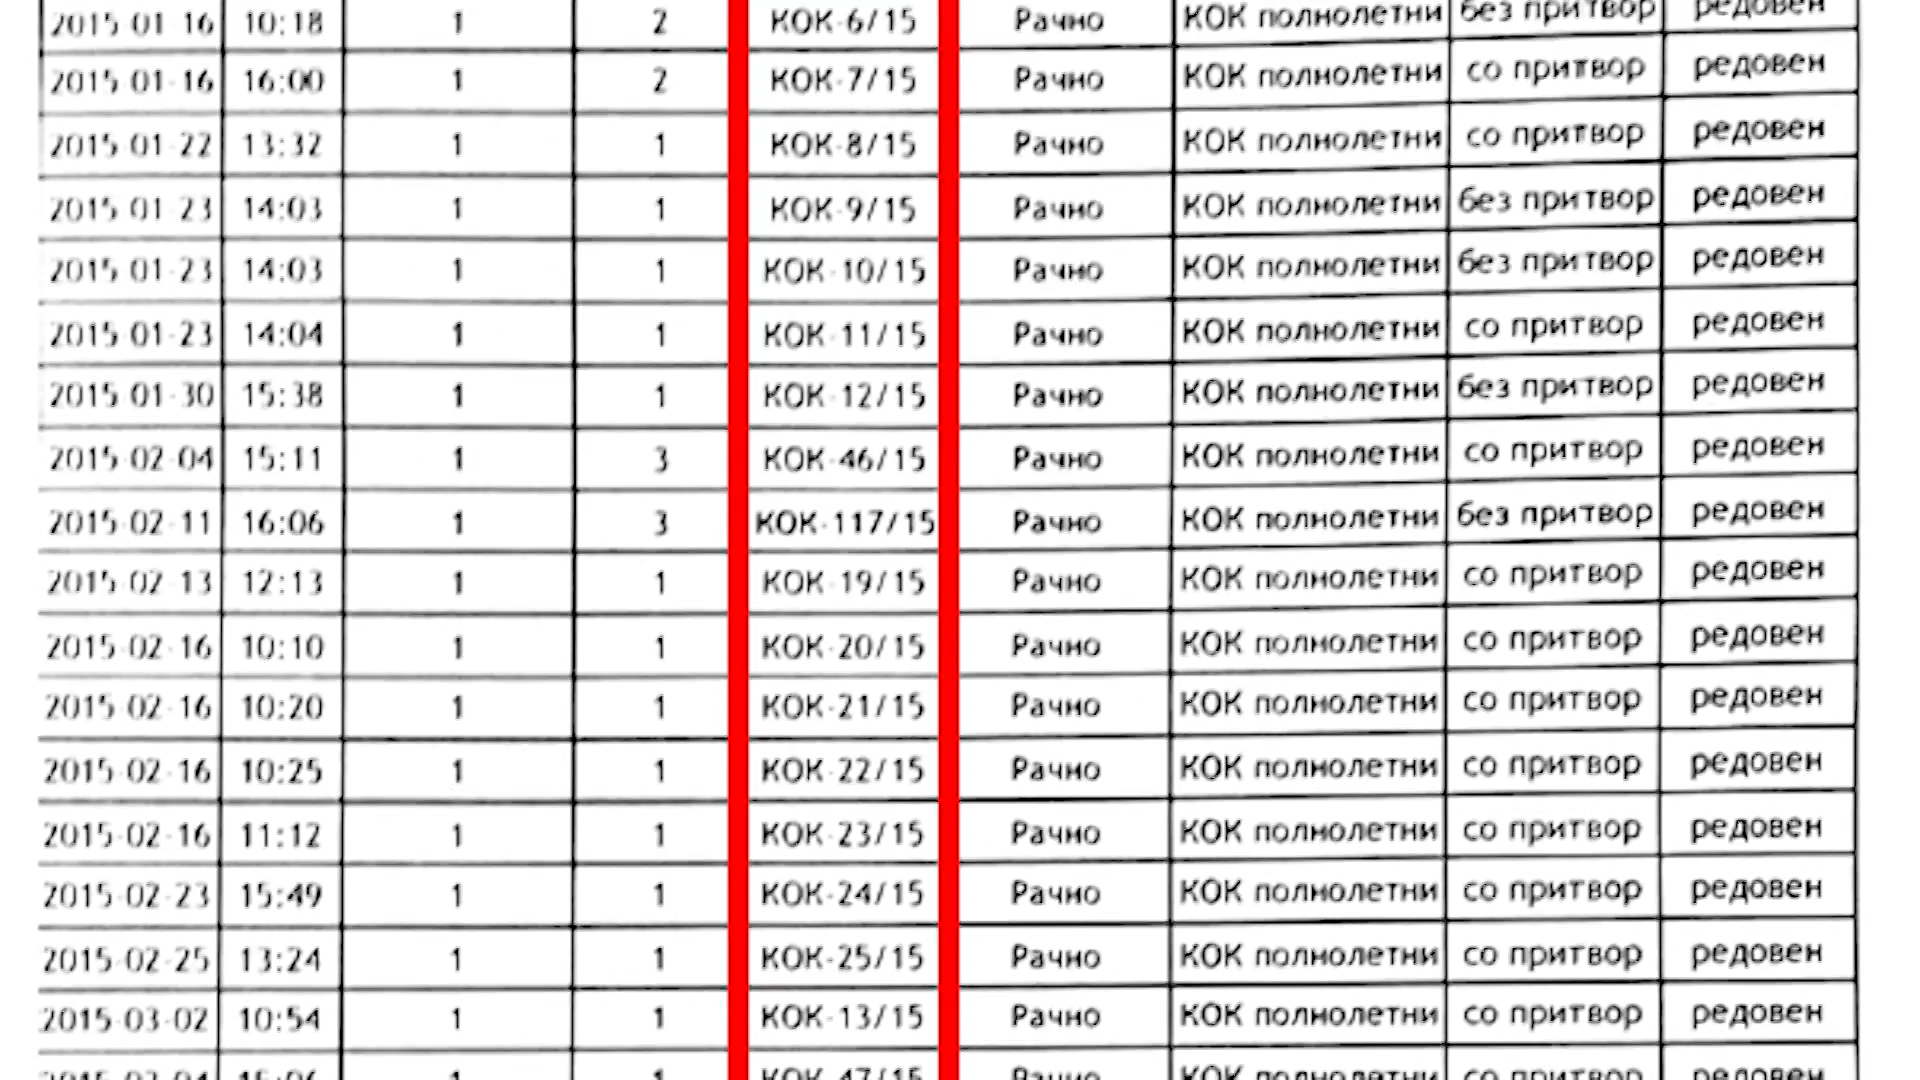 2015-01-16 10:18 1 2 КОК-6/15 Рачно КОК полнолетни без притвор редовен
2015-01-16 16:00 1 2 КОК-7/15 Рачно КОК полнолетни со притвор редовен
2015-01-22 13:32 1 1 КОК-8/15 Рачно КОК полнолетни со притвор редовен
2015-01-23 14:03 1 1 КОК-9/15 Рачно КОК полнолетни без притвор редовен
2015-01-23 14:03 1 1 КОК-10/15 Рачно КОК полнолетни без притвор редовен
2015-01-23 14:04 1 1 КОК-11/15 Рачно КОК полнолетни со притвор редовен
2015-01-30 15:38 1 1 КОК-12/15 Рачно КОК полнолетни без притвор редовен
2015-02-04 15:11 1 3 КОК-46/15 Рачно КОК полнолетни со притвор редовен
2015-02-11 16:06 1 3 КОК-117/15 Рачно КОК полнолетни без притвор редовен
2015-02-13 12:13 1 1 КОК-19/15 Рачно КОК полнолетни со притвор редовен
2015-02-16 10:10 1 1 КОК-20/15 Рачно КОК полнолетни со притвор редовен
2015-02-16 10:20 1 1 КОК-21/15 Рачно КОК полнолетни со притвор редовен
2015-02-16 10:25 1 1 КОК-22/15 Рачно КОК полнолетни со притвор редовен
2015-02-16 11:12 1 1 КОК-23/15 Рачно КОК полнолетни со притвор редовен
2015-02-23 15:49 1 1 КОК-24/15 Рачно КОК полнолетни со притвор редовен
2015-02-25 13:24 1 1 КОК-25/15 Рачно КОК полнолетни со притвор редовен
2015-03-02 10:54 1 1 КОК-13/15 Рачно КОК полнолетни со притвор редовен
1 1 КОК-47/15 Рачно КОК полнолетни со притвор редовен